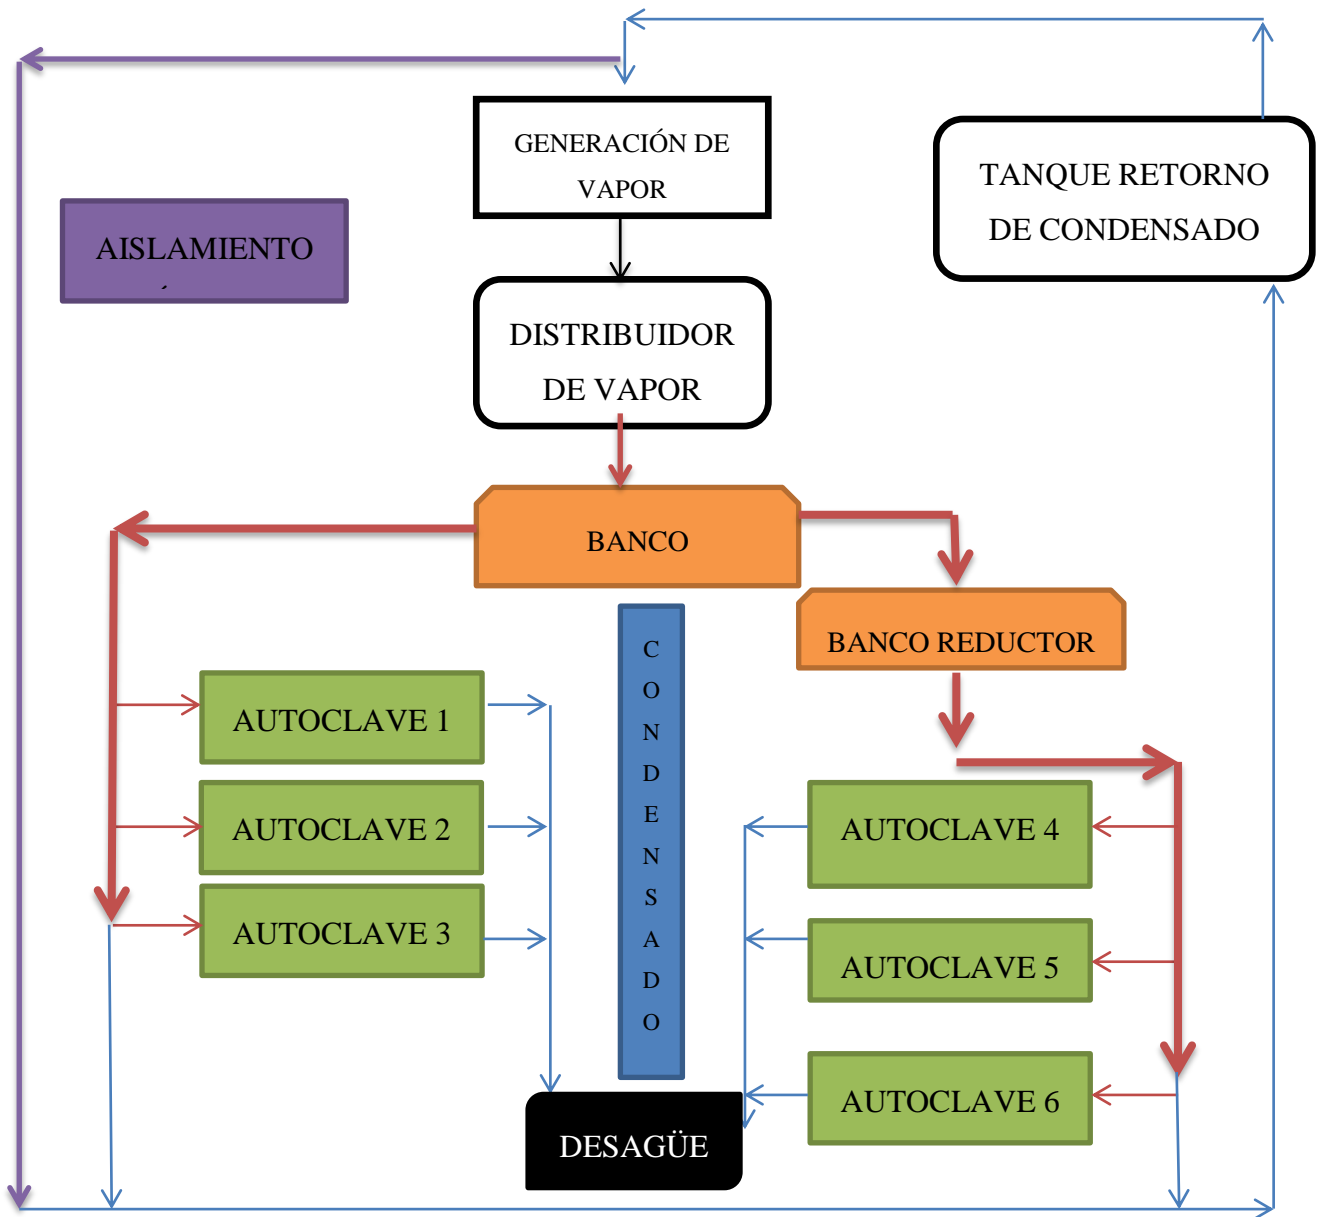 GENERACIÓN DE
VAPOR
TANQUE RETORNO
DE CONDENSADO
AISLAMIENTO
DISTRIBUIDOR
DE VAPOR
BANCO
BANCO REDUCTOR
C
O
N
D
E
N
S
A
D
O
AUTOCLAVE 1
AUTOCLAVE 2
AUTOCLAVE 3
AUTOCLAVE 4
AUTOCLAVE 5
AUTOCLAVE 6
DESAGÜE